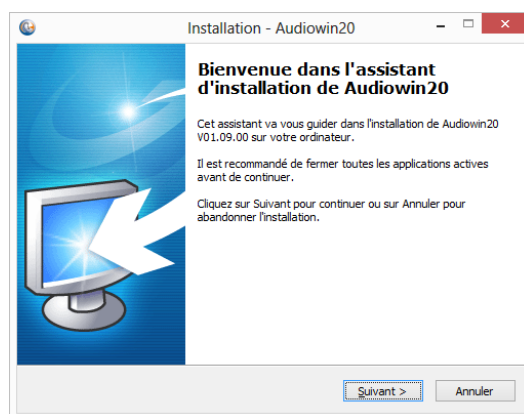 Installation - Audiowin20
Bienvenue dans l'assistant
d'installation de Audiowin20
Cet assistant va vous guider dans l'installation de Audiowin20
V01.09.00 sur votre ordinateur.
Il est recommandé de fermer toutes les applications actives
avant de continuer.
Cliquez sur Suivant pour continuer ou sur Annuler pour
abandonner l'installation.
Suivant >
Annuler